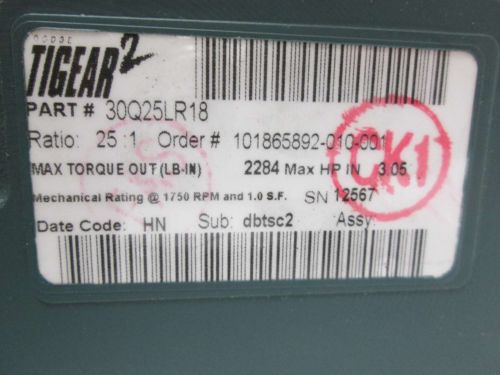 DODGE
TIGEAR2
PART # 30Q25LR18
Ratio: 25 :1 Order # 101865892-010-001
MAX TORQUE OUT (LB-IN) 2284 Max HP IN 3.05
Mechanical Rating @ 1750 RPM and 1.0 S.F. SN 12567
Date Code: HN Sub: dbtsc2 Assy:
CK1